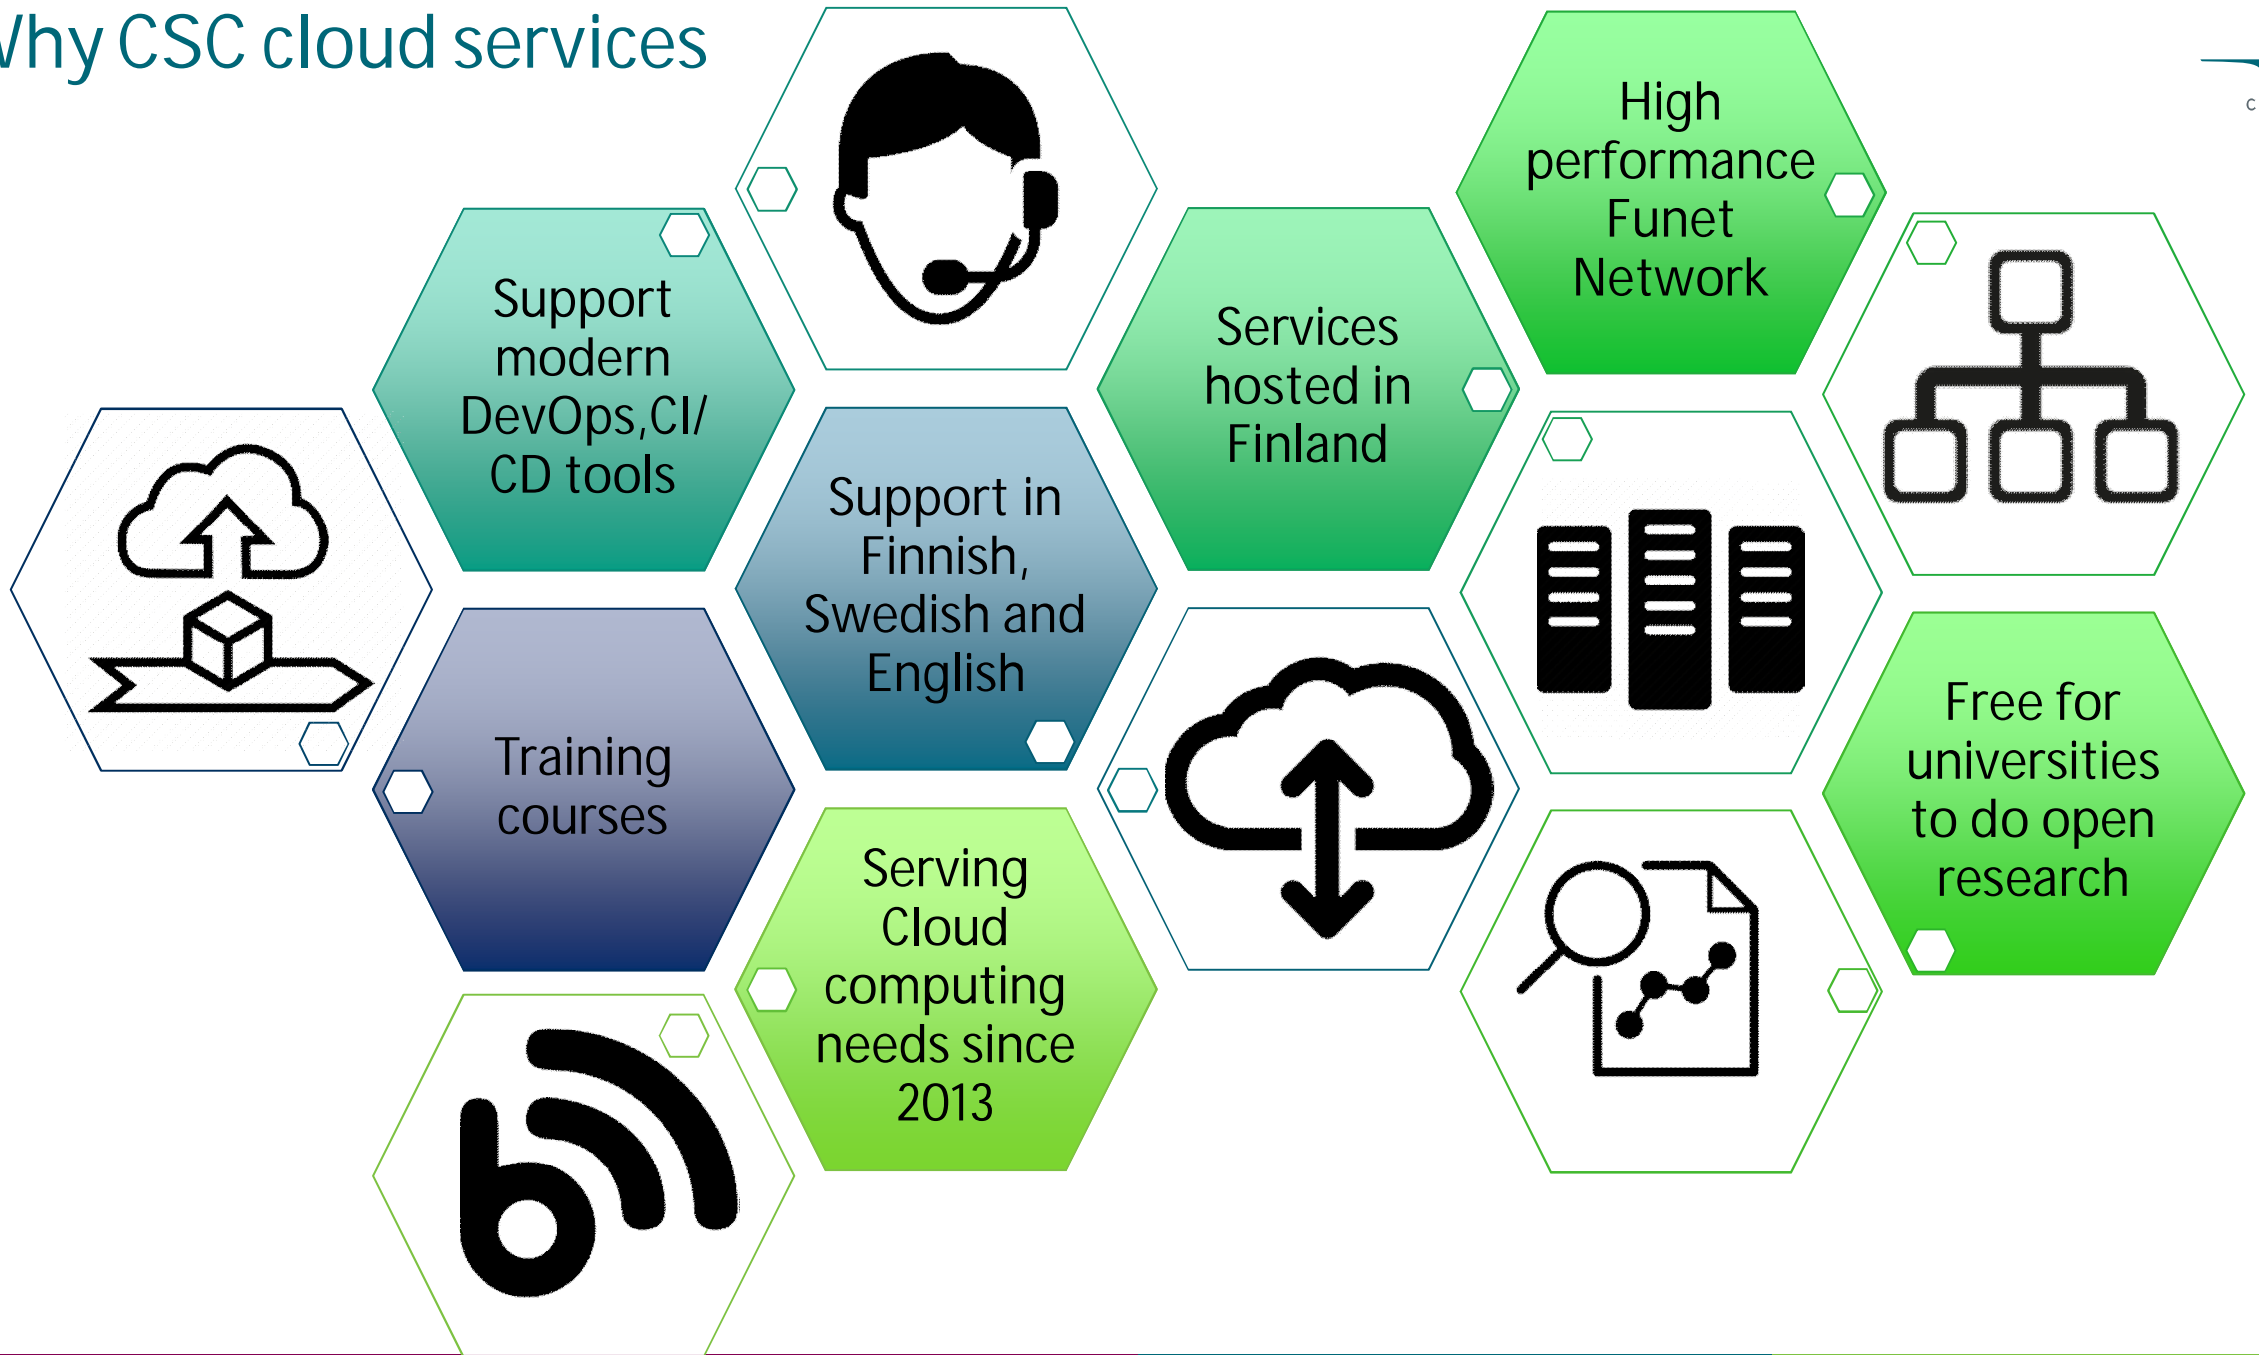 Why CSC cloud services
High
performance
Funet
Network
Support
modern
DevOps,CI/
CD tools
Services
hosted in
Finland
Support in
Finnish,
Swedish and
English
Free for
universities
to do open
research
Training
courses
Serving
Cloud
computing
needs since
2013
b
C